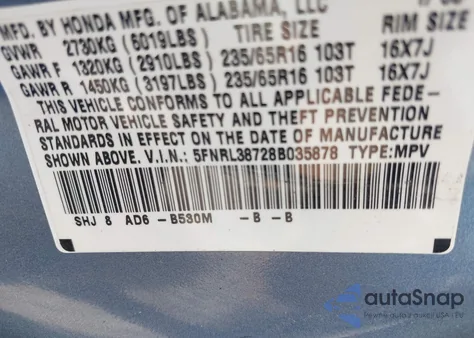 MFD. BY HONDA MFG. OF ALABAMA, LLC
TIRE SIZE RIM SIZE
GVWR 2730KG (6019LBS)
GAWR F 1320KG (2910LBS) 235/65R16 103T 16X7J
GAWR R 1450KG (3197LBS) 235/65R16 103T 16X7J
THIS VEHICLE CONFORMS TO ALL APPLICABLE FEDE-
RAL MOTOR VEHICLE SAFETY AND THEFT PREVENTION
STANDARDS IN EFFECT ON THE DATE OF MANUFACTURE
SHOWN ABOVE. V.I.N.: 5FNRL38728B035878 TYPE:MPV
SHJ 8 AD6 -B530M -B -B
autoSnap